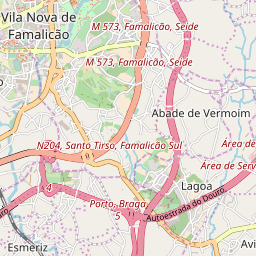 Vila Nova de
Famalicão
M 573, Famalicão, Seide
M 573, Famalicão, Seide
Abade de Vermoim
N204, Santo Tirso, Famalicão Sul
Área de
Área de Serv
4
Lagoa
Porto, Braga
5
Autoestrada do Douro
ouro
Esmeriz
Avi